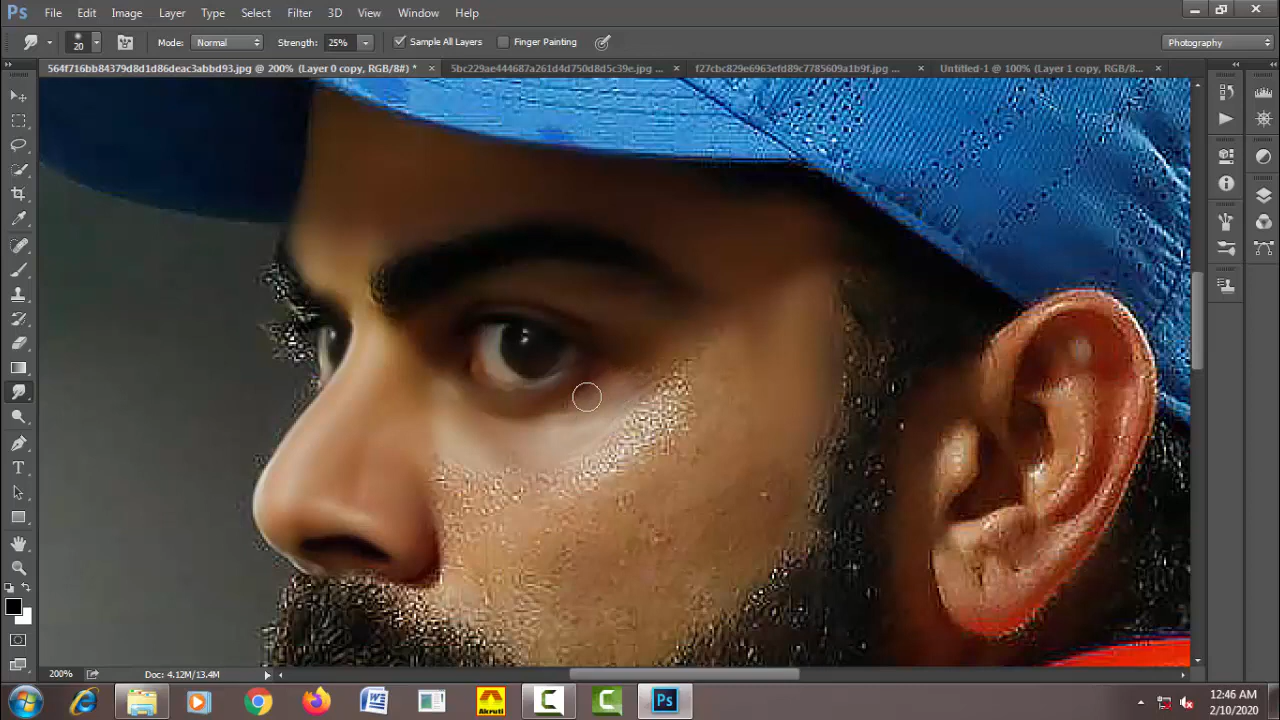 Ps File Edit Image Layer Type Select Filter 3D View Window Help
20 Mode: Normal Strength: 25% Sample All Layers Finger Painting Photography
564f716bb84379d8d1d86deac3abbd93.jpg @ 200% (Layer 0 copy, RGB/8#) * 5bc229ae444687a261d4d750d8d5c39e.jpg ... f27cbc829e6963efd89c7785609a1b9f.jpg ... Untitled-1 @ 100% (Layer 1 copy, RGB/8...
T
200% Doc: 4.12M/13.4M
W Akruti C C Ps 12:46 AM
2/10/2020